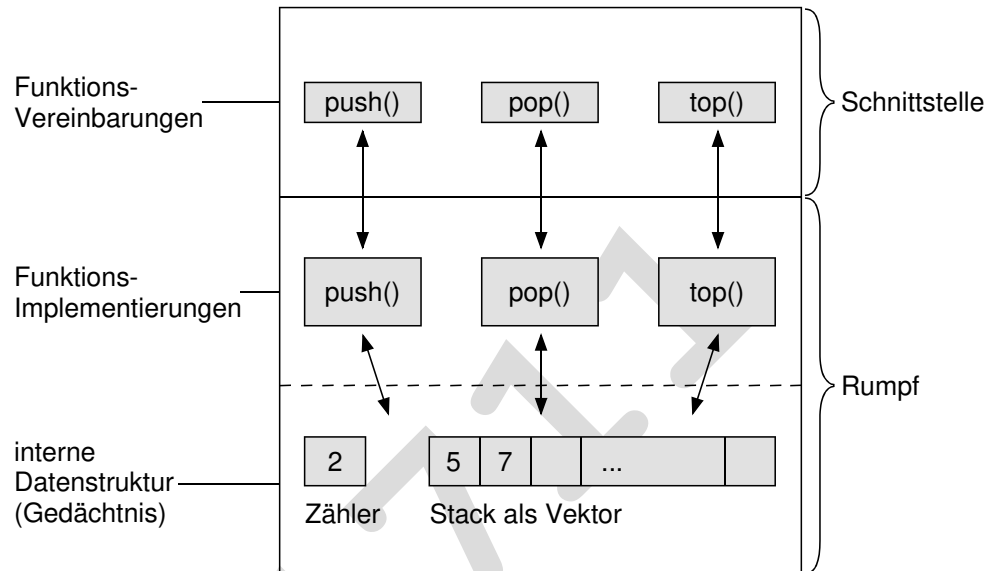 Funktions-
Vereinbarungen
push()
pop()
top()
Schnittstelle
Funktions-
Implementierungen
push()
pop()
top()
Rumpf
interne
Datenstruktur
(Gedächtnis)
2
5 7 ...
Zähler
Stack als Vektor
711